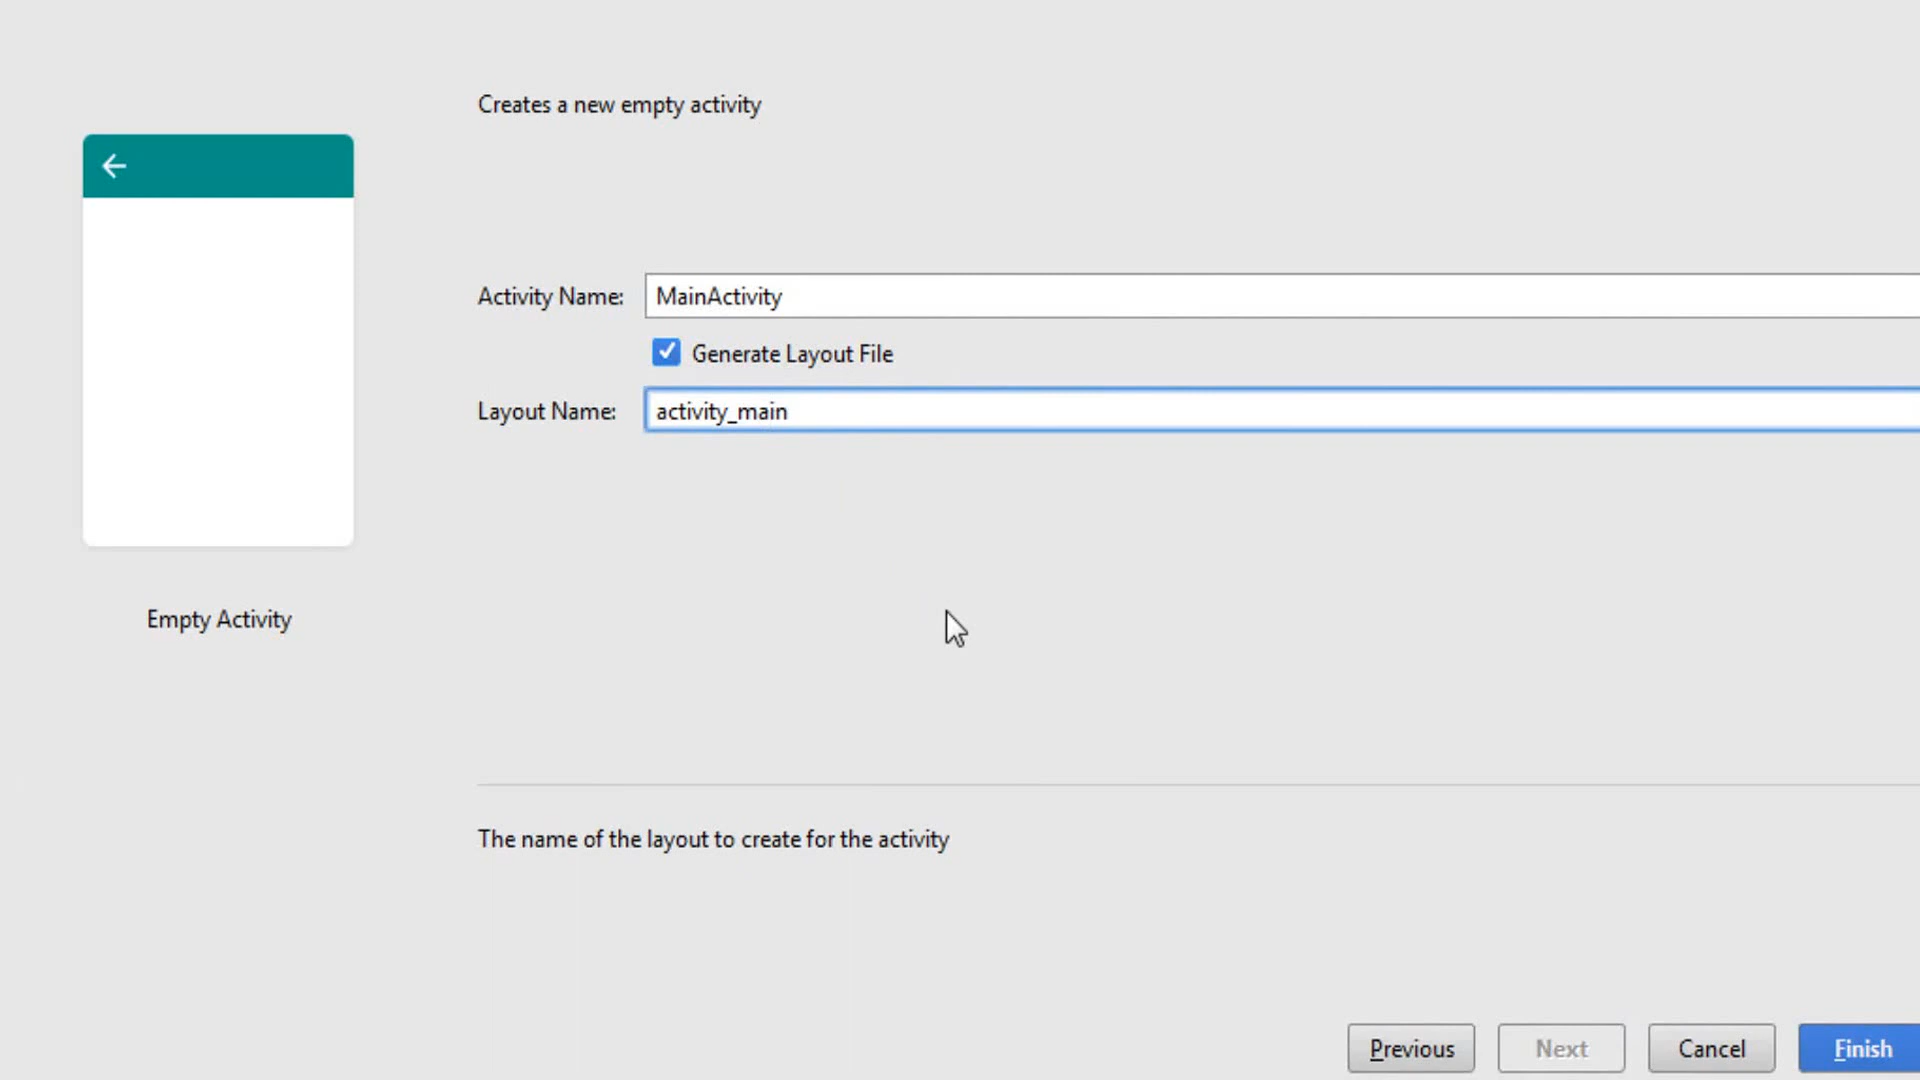 Creates a new empty activity
Activity Name: MainActivity
Generate Layout File
Layout Name: activity_main
Empty Activity
The name of the layout to create for the activity
Previous Next Cancel Finish